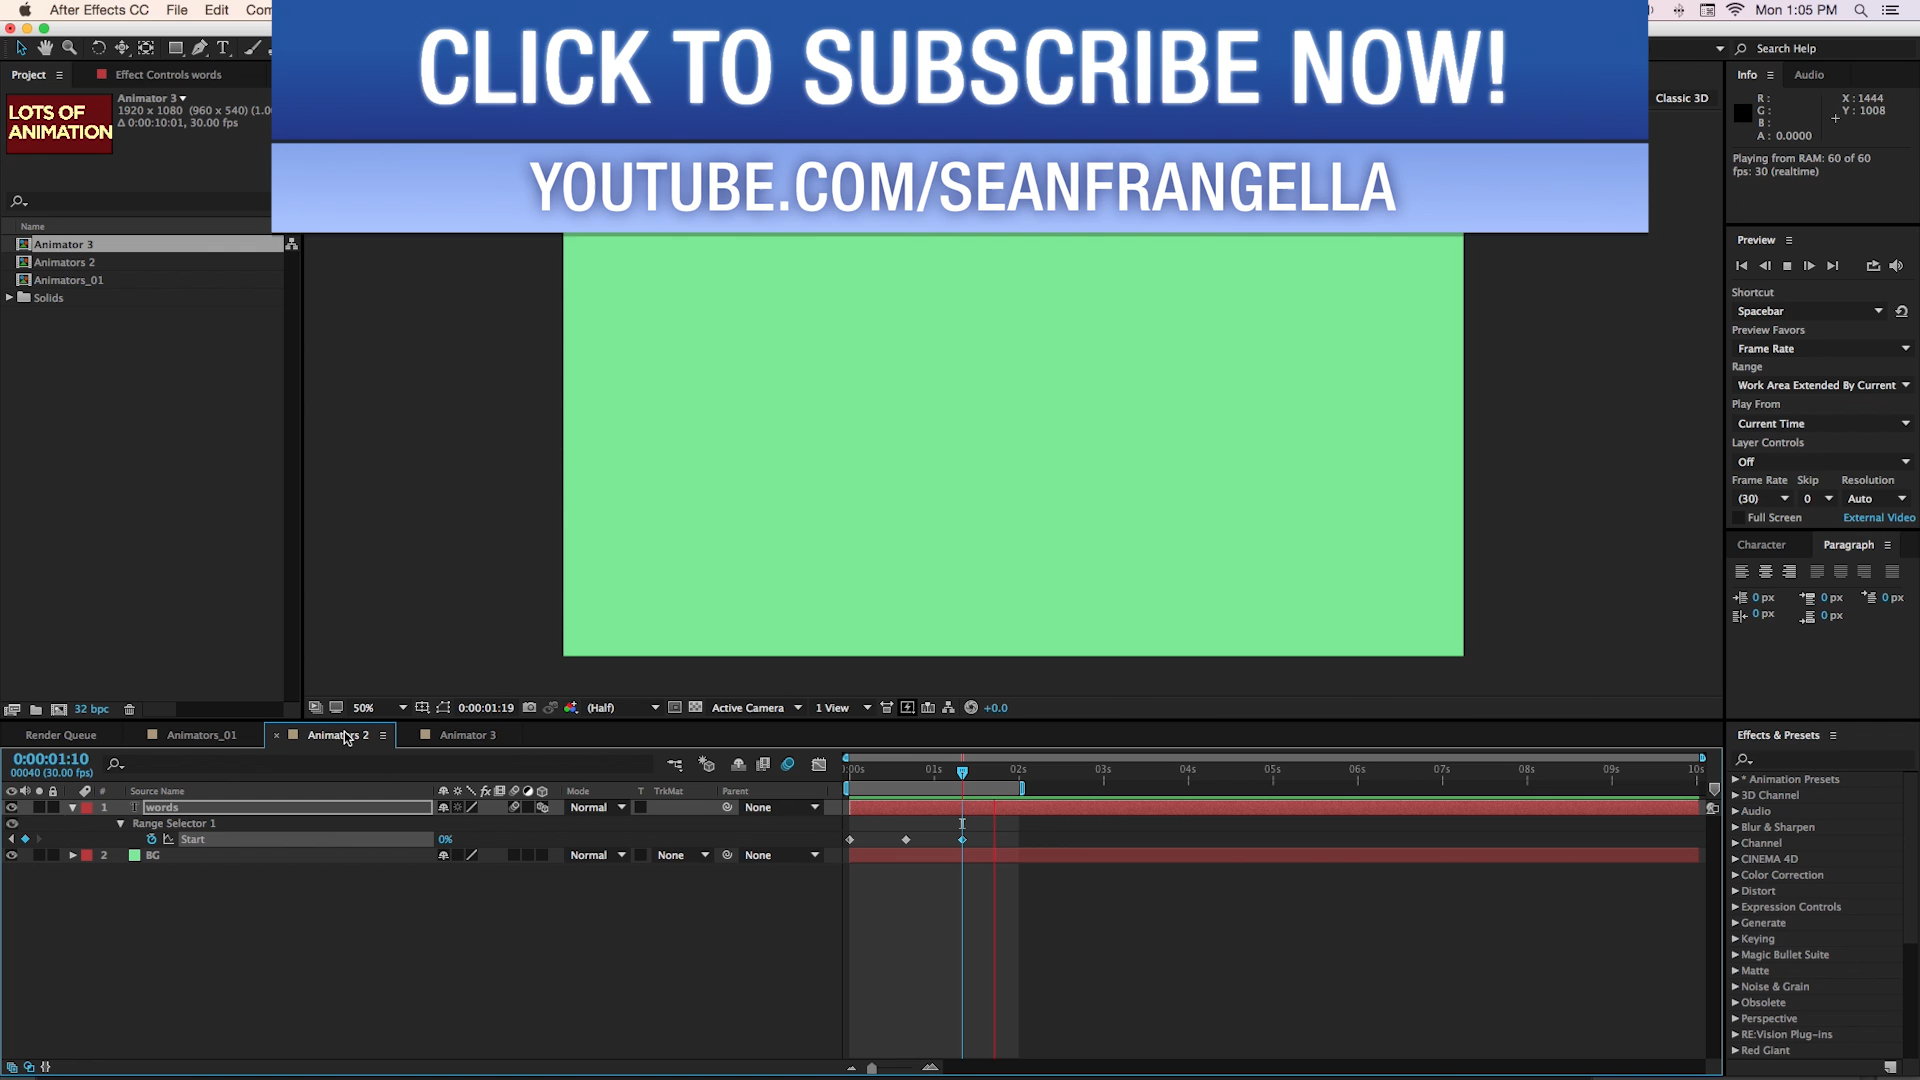 After Effects CC File Edit Com
Mon 1:05 PM
CLICK TO SUBSCRIBE NOW!
YOUTUBE.COM/SEANFRANGELLA
Search Help
Project
Effect Controls words
Info
Audio
LOTS OF
ANIMATION
Animator 3
1920 x 1080 (960 x 540) (1.0
Δ 0:00:10:01, 30.00 fps
Classic 3D
R:
G:
B:
A: 0.0000
X: 1444
Y: 1008
Playing from RAM: 60 of 60
fps: 30 (realtime)
Name
Animator 3
Animators 2
Animators_01
Solids
Preview
Shortcut
Spacebar
Preview Favors
Frame Rate
Range
Work Area Extended By Current
Play From
Current Time
Layer Controls
Off
Frame Rate Skip Resolution
(30) 0 Auto
Full Screen External Video
Character Paragraph
0 px 0 px 0 px
0 px 0 px
32 bpc
50%
0:00:01:19
(Half)
Active Camera
1 View
+0.0
Render Queue
Animators_01
Animators 2
Animator 3
0:00:01:10
00040 (30.00 fps)
# Source Name
fx
Mode T TrkMat Parent
:00s 01s 02s 03s 04s 05s 06s 07s 08s 09s 10s
1 T words Normal None
Range Selector 1
Start 0%
2 BG Normal None None
Effects & Presets
* Animation Presets
3D Channel
Audio
Blur & Sharpen
Channel
CINEMA 4D
Color Correction
Distort
Expression Controls
Generate
Keying
Magic Bullet Suite
Matte
Noise & Grain
Obsolete
Perspective
RE:Vision Plug-ins
Red Giant